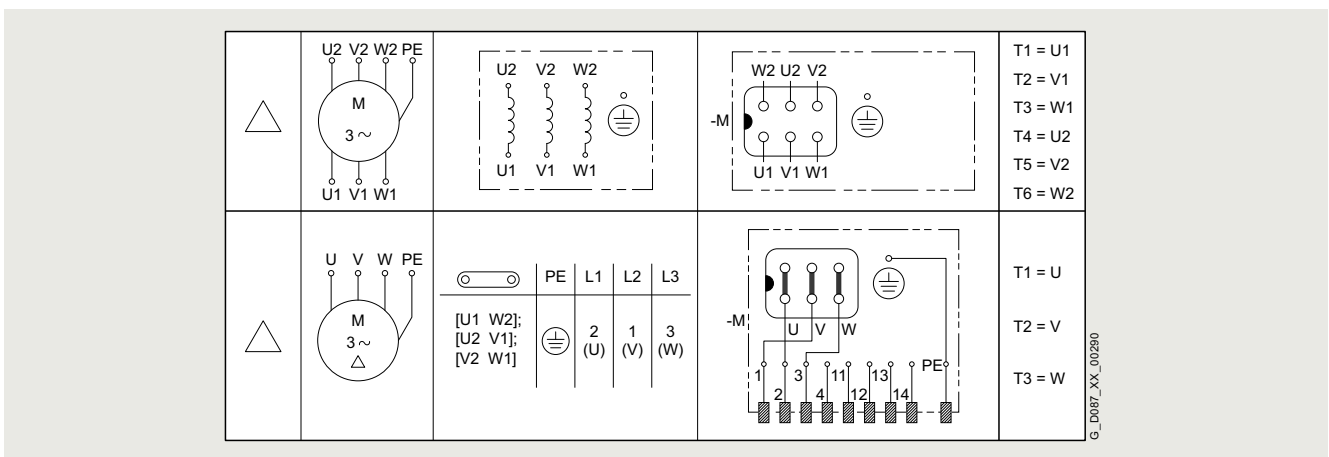 U2 V2 W2 PE
M
3 ~
U1 V1 W1
U2 V2 W2
U1 V1 W1
W2 U2 V2
-M
U1 V1 W1
T1 = U1
T2 = V1
T3 = W1
T4 = U2
T5 = V2
T6 = W2
U V W PE
M
3 ~
PE L1 L2 L3
[U1 W2];
[U2 V1];
[V2 W1]
2 1 3
(U) (V) (W)
-M
U V W
PE
1 3 11 13
2 4 12 14
T1 = U
T2 = V
T3 = W
G_D087_XX_00290